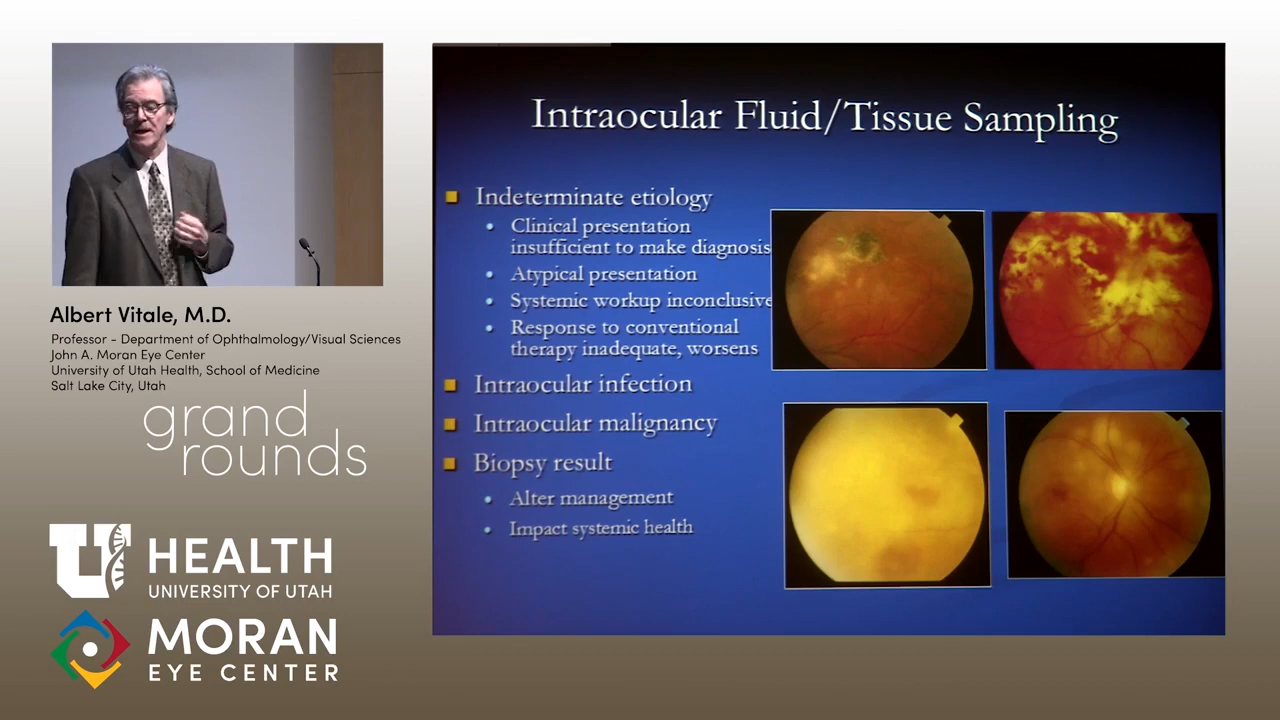 Intraocular Fluid/Tissue Sampling
Indeterminate etiology
Clinical presentation
insufficient to make diagnosis
Atypical presentation
Systemic workup inconclusive
Response to conventional
therapy inadequate, worsens
Intraocular infection
Intraocular malignancy
Biopsy result
Alter management
Impact systemic health
Albert Vitale, M.D.
Professor - Department of Ophthalmology/Visual Sciences
John A. Moran Eye Center
University of Utah Health, School of Medicine
Salt Lake City, Utah
grand
rounds
U HEALTH
UNIVERSITY OF UTAH
MORAN
EYE CENTER